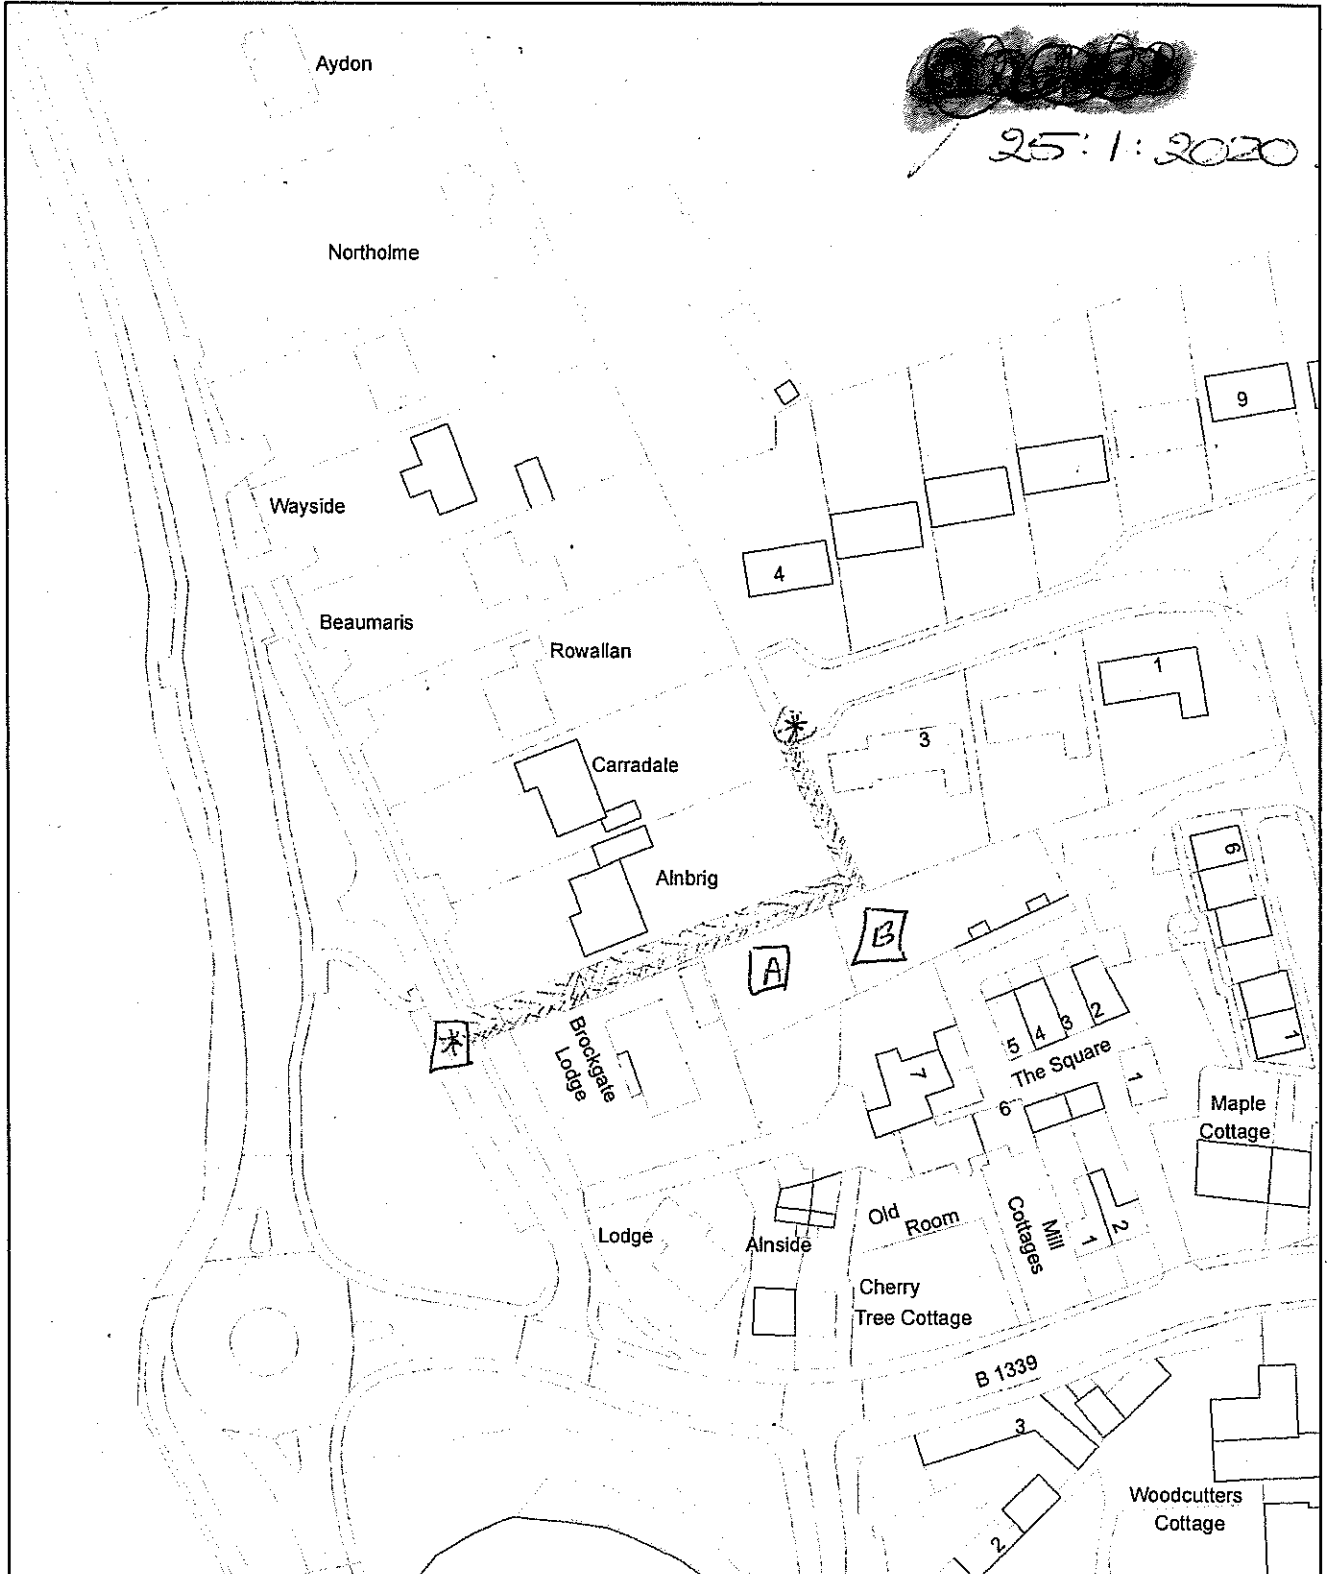 Aydon
25:1:2020
Northolme
9
Wayside
4
Beaumaris
Rowallan
1
3
Carradale
6
Alnbrig
B
A
*
*
Brockgate
Lodge
5 4 3 2
The Square
7
1
1
6
Maple
Cottage
Old
Room
Mill
Cottages
1
2
Lodge
Alnside
Cherry
Tree Cottage
B 1339
3
Woodcutters
Cottage
2